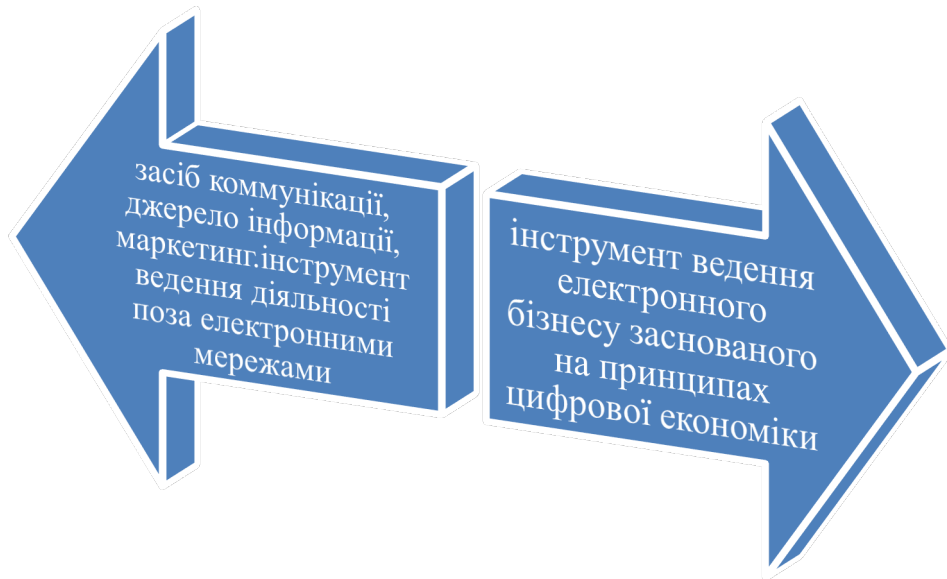 засіб коммунікації,
джерело інформації,
маркетинг.інструмент
ведення діяльності
поза електронними
мережами
інструмент ведення
електронного
бізнесу заснованого
на принципах
цифрової економіки